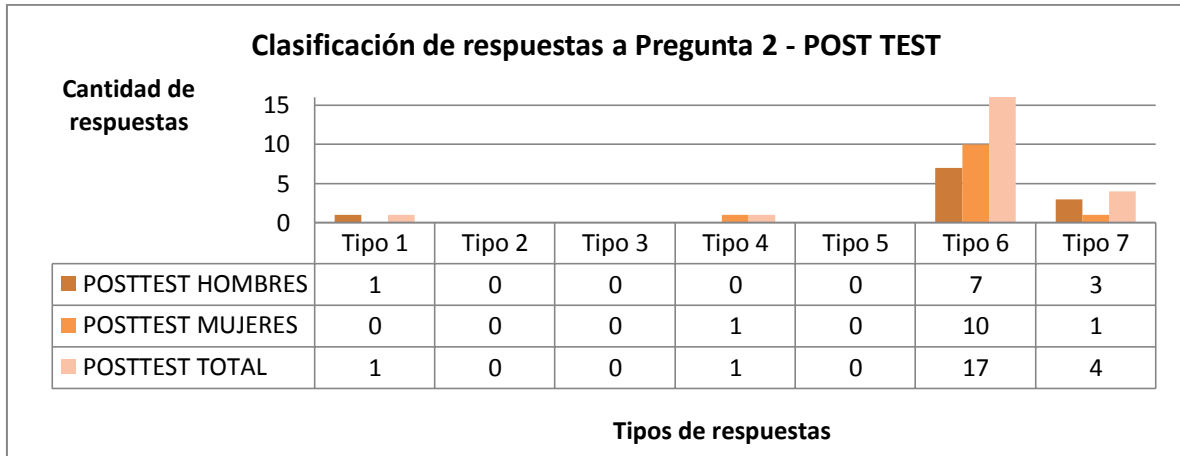 Clasificación de respuestas a Pregunta 2 - POST TEST
Cantidad de
respuestas
15
10
5
0
Tipo 1 Tipo 2 Tipo 3 Tipo 4 Tipo 5 Tipo 6 Tipo 7
POSTTEST HOMBRES 1 0 0 0 0 7 3
POSTTEST MUJERES 0 0 0 1 0 10 1
POSTTEST TOTAL 1 0 0 1 0 17 4
Tipos de respuestas